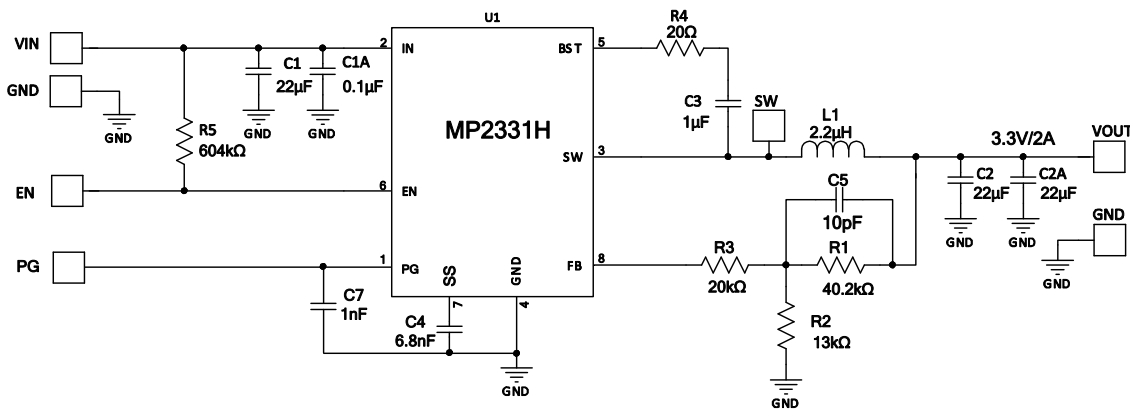 U1
R4
20Ω
VIN
2
IN
BST
5
C1
22µF
C1A
0.1µF
GND
GND
GND
GND
C3
1µF
SW
L1
2.2µH
MP2331H
R5
604kΩ
SW
3
3.3V/2A
VOUT
EN
6
EN
C5
10pF
C2
22µF
C2A
22µF
GND
GND
GND
GND
PG
1
PG
SS
GND
FB
8
R3
20kΩ
R1
40.2kΩ
C7
1nF
7
4
C4
6.8nF
R2
13kΩ
GND
GND